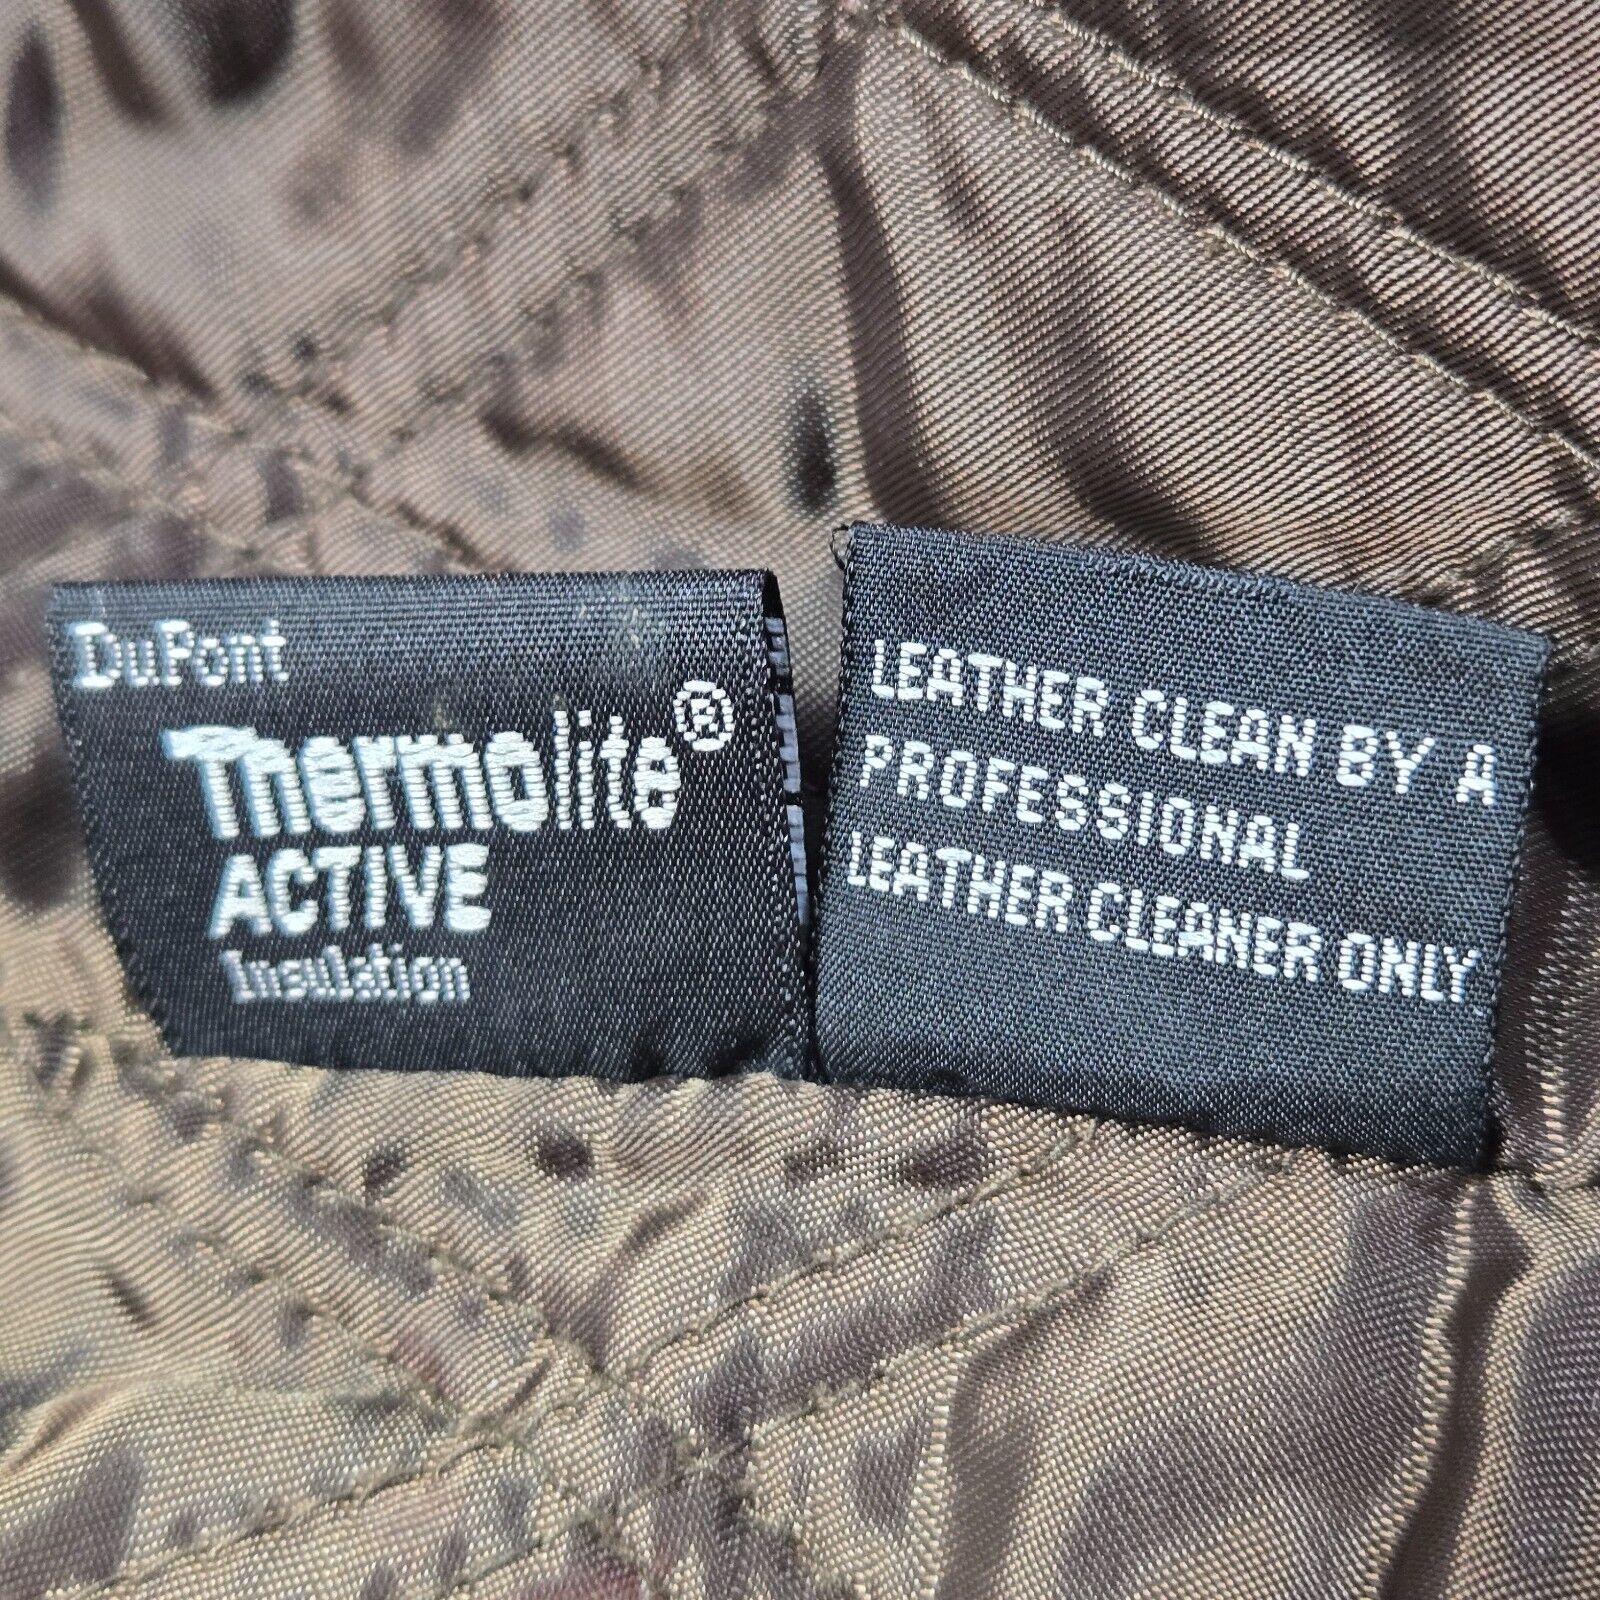 DuPont
Thermolite®
ACTIVE
Insulation
LEATHER CLEAN BY A
PROFESSIONAL
LEATHER CLEANER ONLY